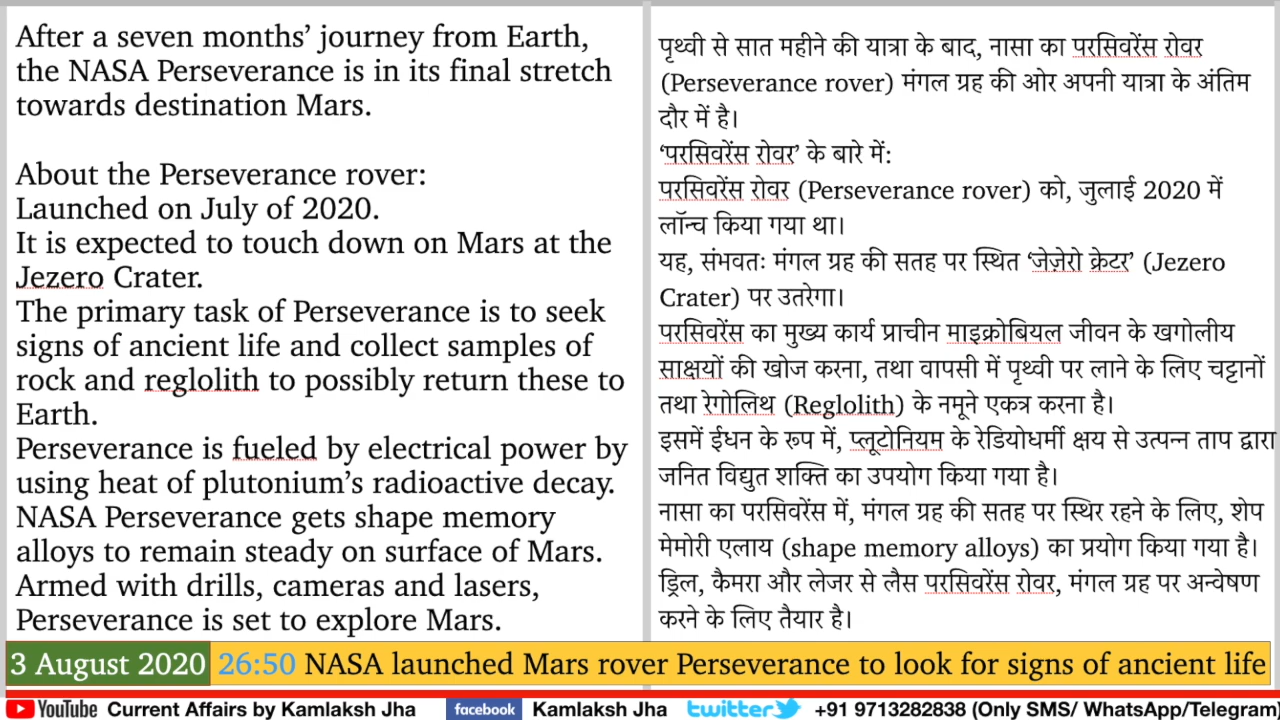 After a seven months’ journey from Earth,
the NASA Perseverance is in its final stretch
towards destination Mars.
About the Perseverance rover:
Launched on July of 2020.
It is expected to touch down on Mars at the
Jezero Crater.
The primary task of Perseverance is to seek
signs of ancient life and collect samples of
rock and reglolith to possibly return these to
Earth.
Perseverance is fueled by electrical power by
using heat of plutonium’s radioactive decay.
NASA Perseverance gets shape memory
alloys to remain steady on surface of Mars.
Armed with drills, cameras and lasers,
Perseverance is set to explore Mars.
पृथ्वी से सात महीने की यात्रा के बाद, नासा का परसिवरेंस रोवर
(Perseverance rover) मंगल ग्रह की ओर अपनी यात्रा के अंतिम
दौर में है।
‘परसिवरेंस रोवर’ के बारे में:
परसिवरेंस रोवर (Perseverance rover) को, जुलाई 2020 में
लॉन्च किया गया था।
यह, संभवतः मंगल ग्रह की सतह पर स्थित ‘जेज़ेरो क्रेटर’ (Jezero
Crater) पर उतरेगा।
परसिवरेंस का मुख्य कार्य प्राचीन माइक्रोबियल जीवन के खगोलीय
साक्षयों की खोज करना, तथा वापसी में पृथ्वी पर लाने के लिए चट्टानों
तथा रेगोलिथ (Reglolith) के नमूने एकत्र करना है।
इसमें ईधन के रूप में, प्लूटोनियम के रेडियोधर्मी क्षय से उत्पन्न ताप द्वारा
जनित विद्युत शक्ति का उपयोग किया गया है।
नासा का परसिवरेंस में, मंगल ग्रह की सतह पर स्थिर रहने के लिए, शेप
मेमोरी एलाय (shape memory alloys) का प्रयोग किया गया है।
ड्रिल, कैमरा और लेजर से लैस परसिवरेंस रोवर, मंगल ग्रह पर अन्वेषण
करने के लिए तैयार है।
3 August 2020 26:50 NASA launched Mars rover Perseverance to look for signs of ancient life
YouTube Current Affairs by Kamlaksh Jha facebook Kamlaksh Jha twitter +91 9713282838 (Only SMS/ WhatsApp/Telegram)